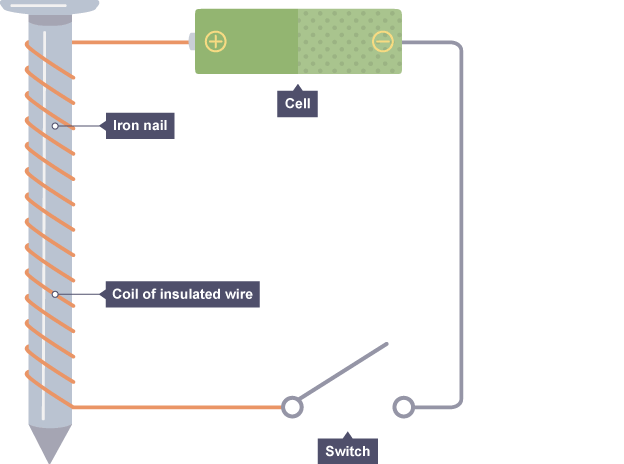 Cell
Iron nail
Coil of insulated wire
Switch